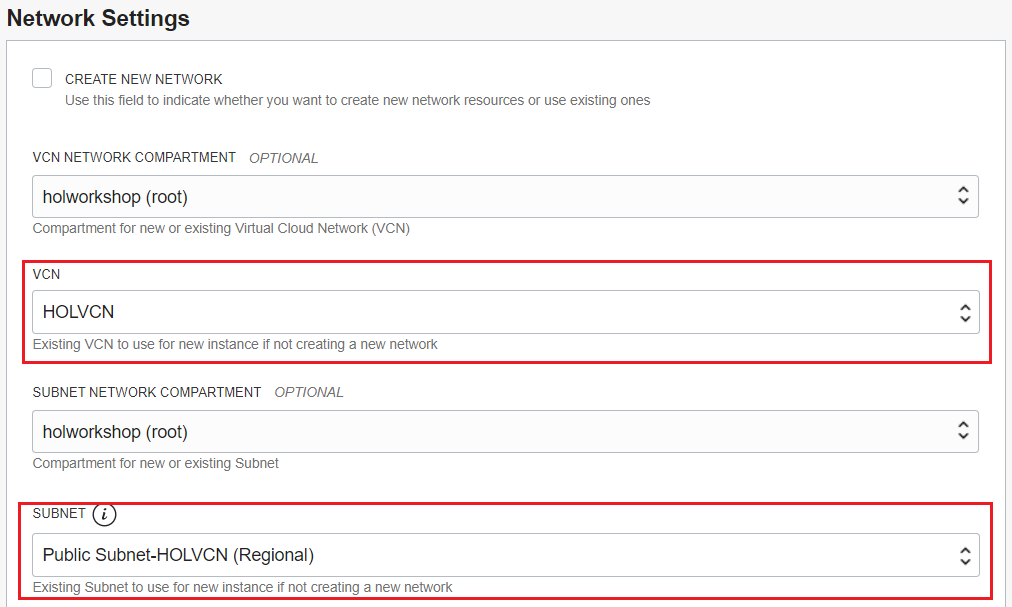 Network Settings
CREATE NEW NETWORK
Use this field to indicate whether you want to create new network resources or use existing ones
VCN NETWORK COMPARTMENT OPTIONAL
holworkshop (root)
Compartment for new or existing Virtual Cloud Network (VCN)
VCN
HOLVCN
Existing VCN to use for new instance if not creating a new network
SUBNET NETWORK COMPARTMENT OPTIONAL
holworkshop (root)
Compartment for new or existing Subnet
SUBNET i
Public Subnet-HOLVCN (Regional)
Existing Subnet to use for new instance if not creating a new network